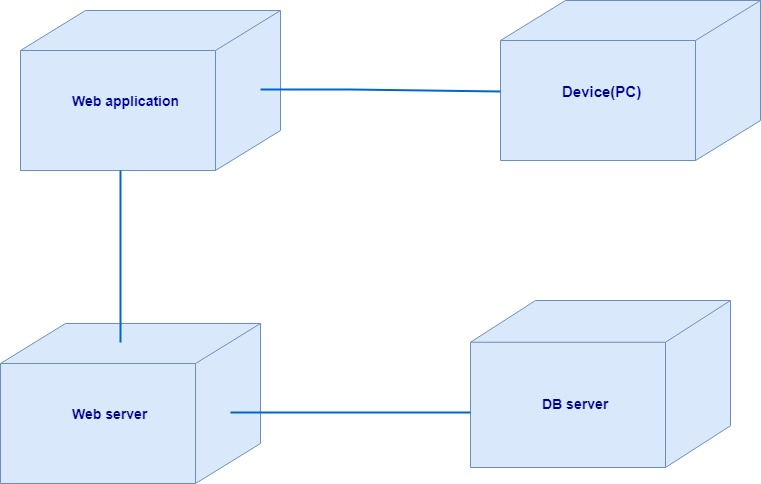 Web application
Device(PC)
Web server
DB server